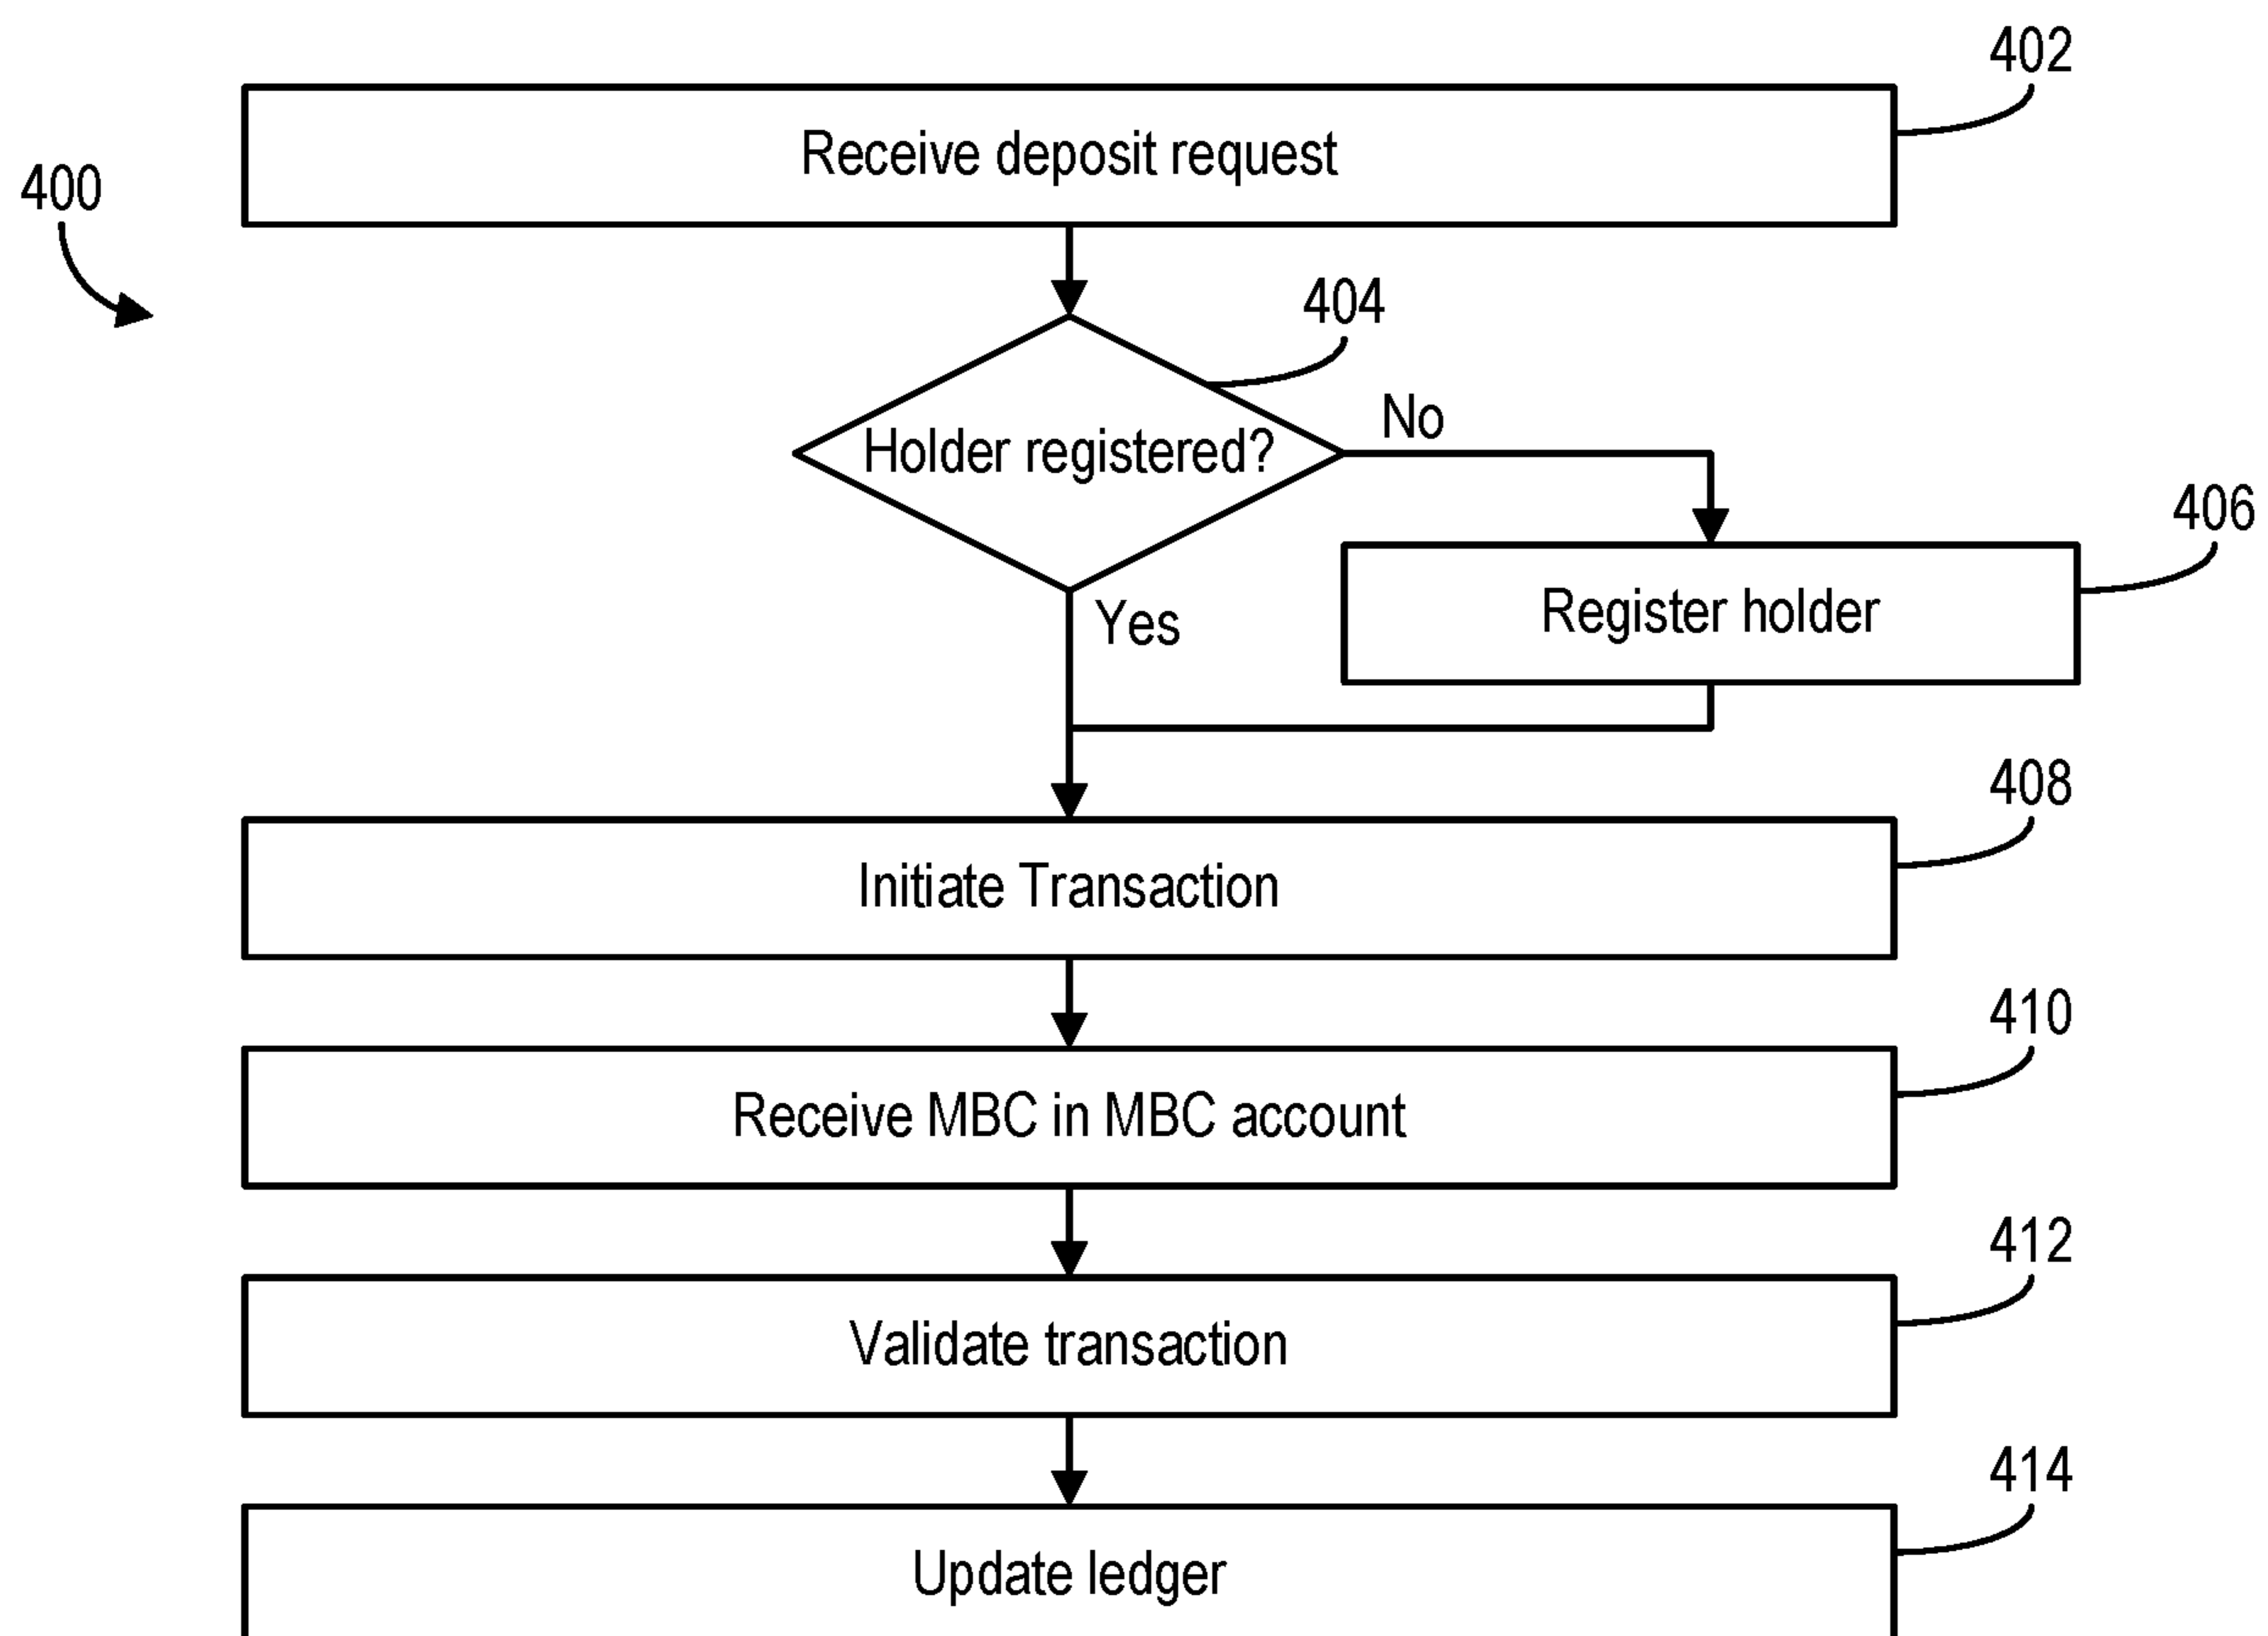 402
Receive deposit request
400
404
Holder registered?
No
406
Register holder
Yes
408
Initiate Transaction
410
Receive MBC in MBC account
412
Validate transaction
414
Update ledger